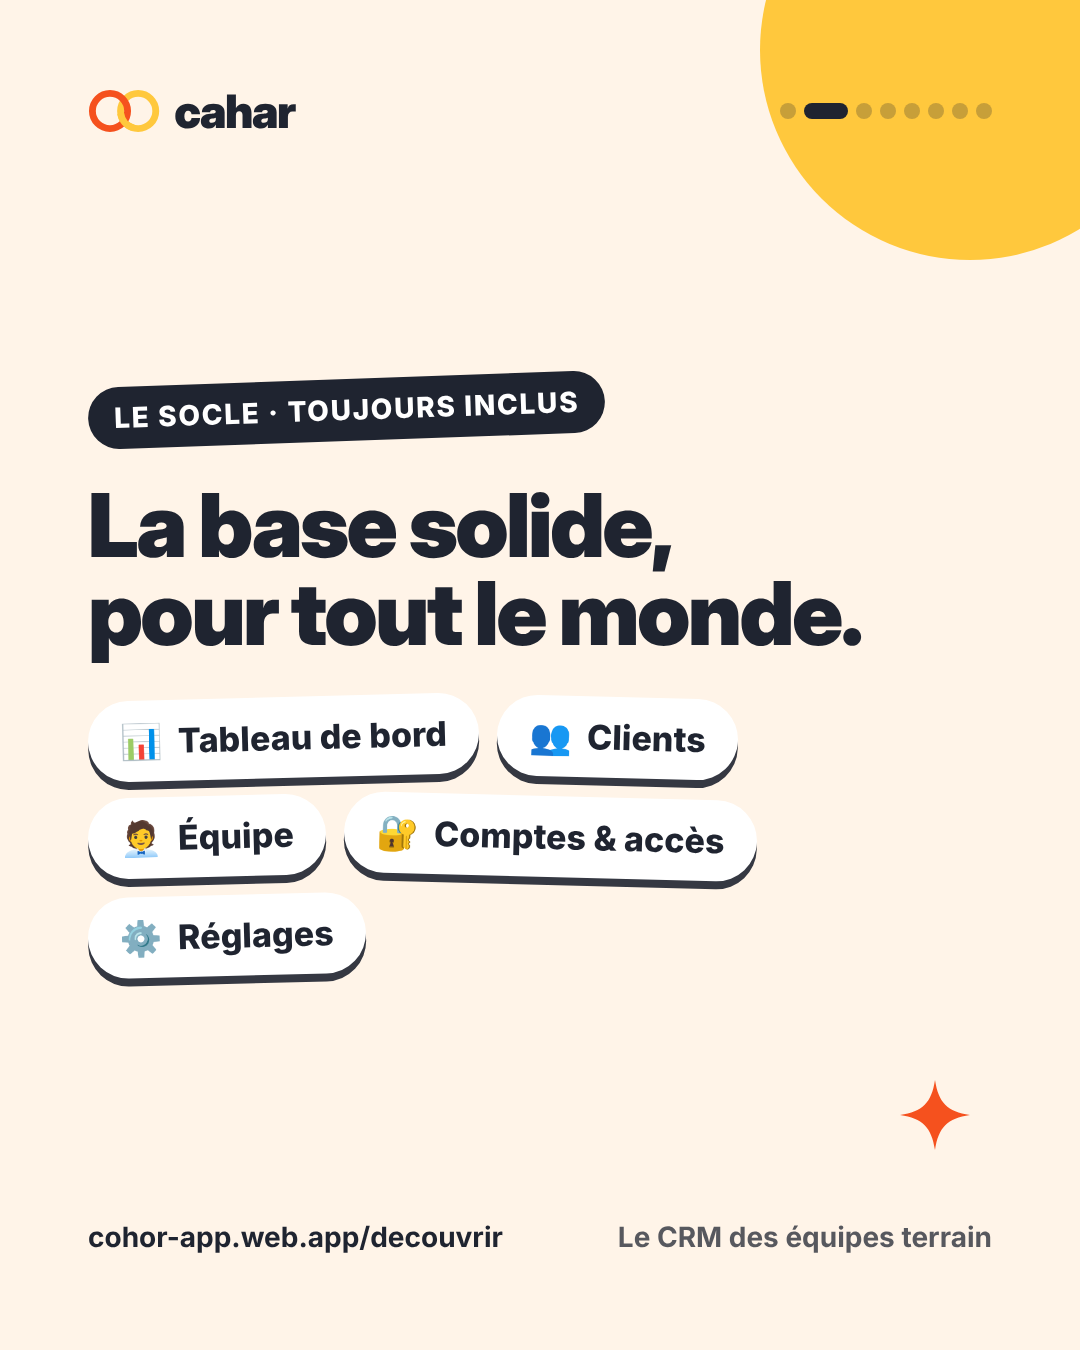 cahar
LE SOCLE · TOUJOURS INCLUS
La base solide,
pour tout le monde.
Tableau de bord
Clients
Équipe
Comptes & accès
Réglages
cohor-app.web.app/decouvrir
Le CRM des équipes terrain